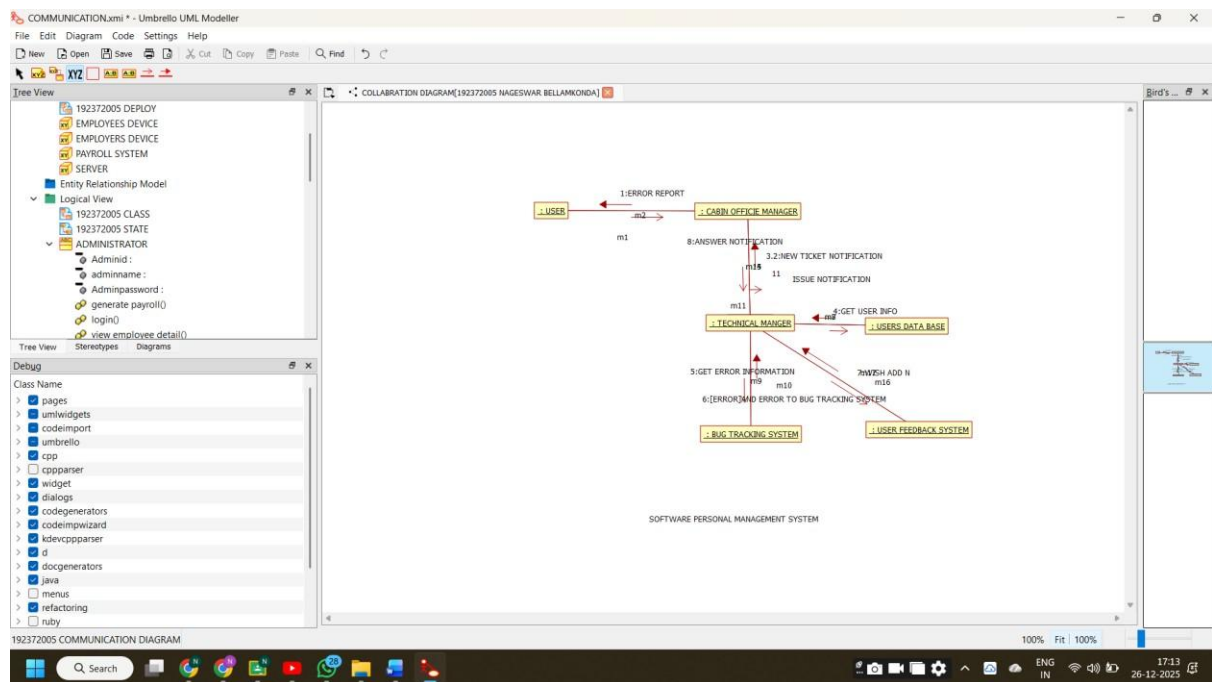 COMMUNICATION.xmi * - Umbrello UML Modeller
File Edit Diagram Code Settings Help
New Open Save Cut Copy Paste Find
XYZ A.B A.B
Tree View
192372005 DEPLOY
EMPLOYEES DEVICE
EMPLOYERS DEVICE
PAYROLL SYSTEM
SERVER
Entity Relationship Model
Logical View
192372005 CLASS
192372005 STATE
ADMINISTRATOR
Adminid :
adminname :
Adminpassword :
generate payroll()
login()
view employee detail()
Tree View Stereotypes Diagrams
Debug
Class Name
pages
umlwidgets
codeimport
umbrello
cpp
cppparser
widget
dialogs
codegenerators
codeimpwizard
kdevcppparser
d
docgenerators
java
menus
refactoring
ruby
COLLABRATION DIAGRAM[192372005 NAGESWAR BELLAMKONDA]
Bird's ...
1:ERROR REPORT
: USER
m2
: CABIN OFFICIE MANAGER
m1
8:ANSWER NOTIFICATION
3.2:NEW TICKET NOTIFICATION
11
ISSUE NOTIFICATION
m11
4:GET USER INFO
: TECHNICAL MANGER
: USERS DATA BASE
5:GET ERROR INFORMATION
m9
m10
m16
6:[ERROR]AND ERROR TO BUG TRACKING SYSTEM
: BUG TRACKING SYSTEM
: USER FEEDBACK SYSTEM
SOFTWARE PERSONAL MANAGEMENT SYSTEM
192372005 COMMUNICATION DIAGRAM
100% Fit 100%
Search
28
ENG
IN
17:13
26-12-2025